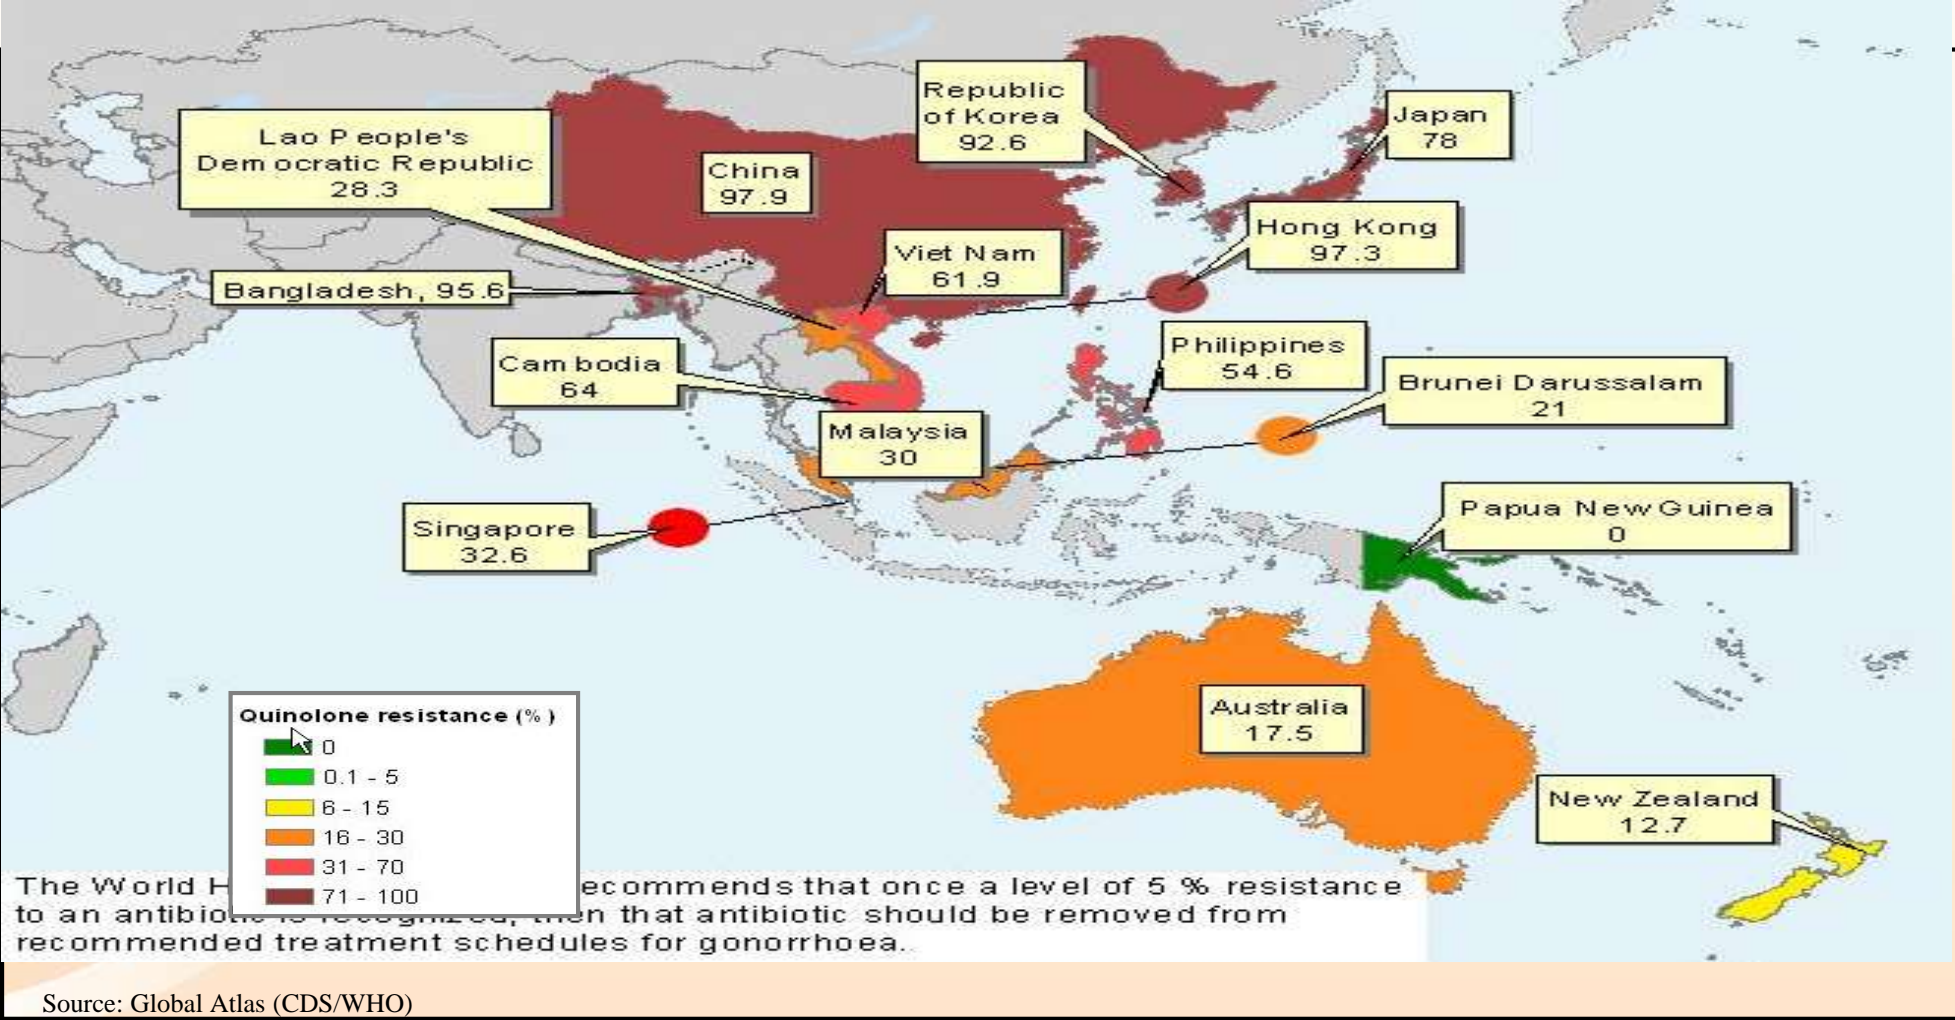 Republic
of Korea
92.6
Japan
78
Lao People's
Democratic Republic
28.3
China
97.9
Hong Kong
97.3
Viet Nam
61.9
Bangladesh, 95.6
Philippines
54.6
Cambodia
64
Brunei Darussalam
21
Malaysia
30
Papua New Guinea
0
Singapore
32.6
Australia
17.5
New Zealand
12.7
Quinolone resistance (%)
0
0.1 - 5
6 - 15
16 - 30
31 - 70
71 - 100
The World H ecommends that once a level of 5 % resistance
to an antibiotic is recognized, then that antibiotic should be removed from
recommended treatment schedules for gonorrhoea.
Source: Global Atlas (CDS/WHO)